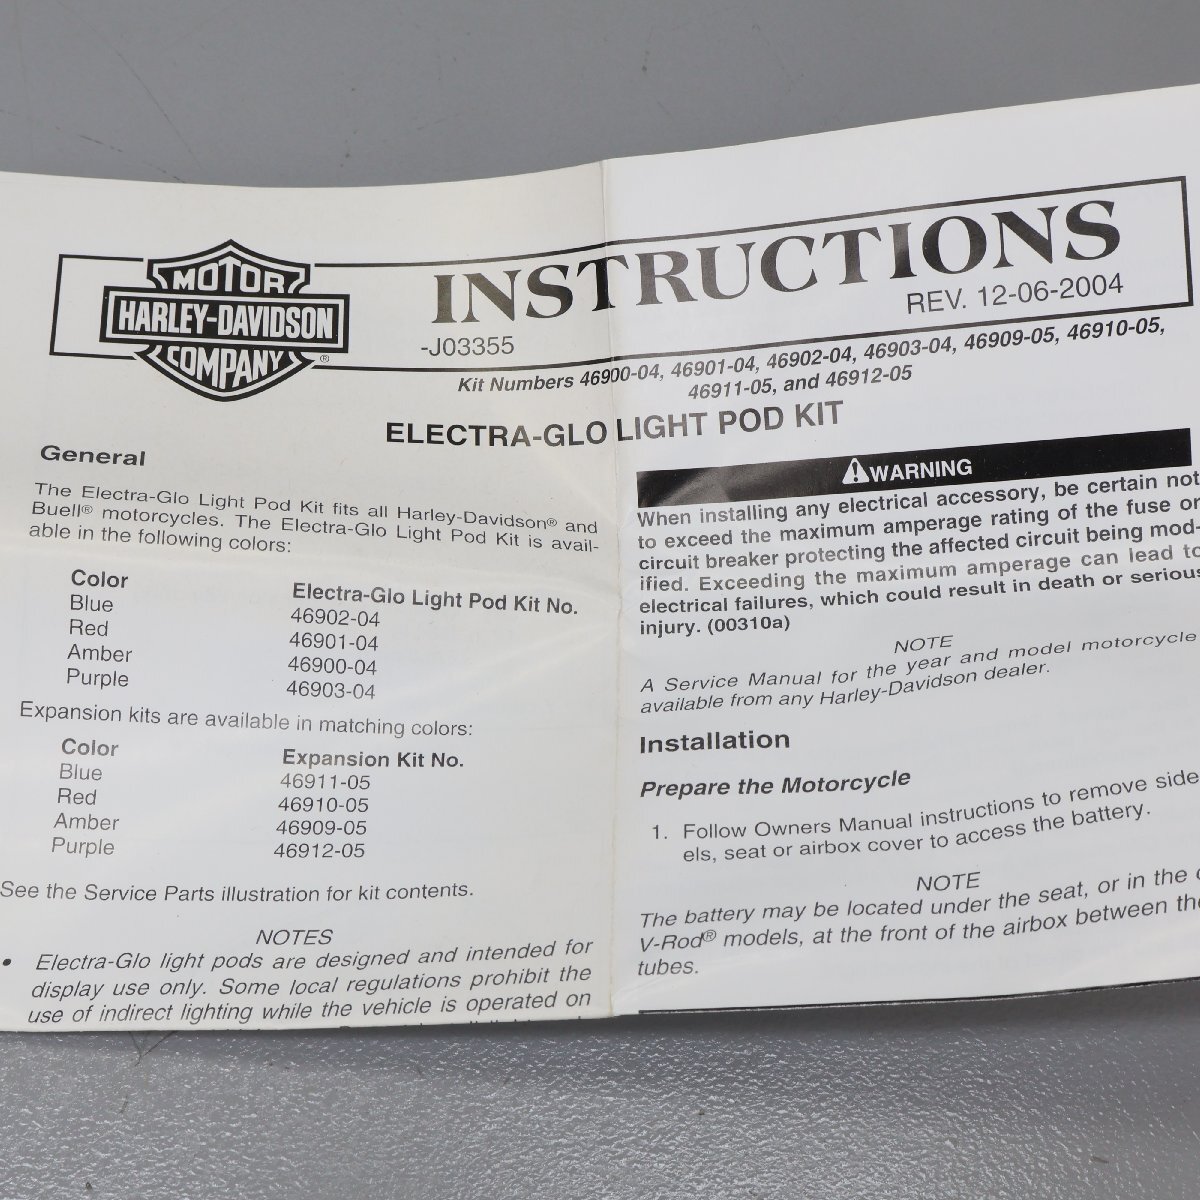 MOTOR
HARLEY-DAVIDSON
COMPANY ®
INSTRUCTIONS
-J03355
REV. 12-06-2004
Kit Numbers 46900-04, 46901-04, 46902-04, 46903-04, 46909-05, 46910-05,
46911-05, and 46912-05
ELECTRA-GLO LIGHT POD KIT
General
The Electra-Glo Light Pod Kit fits all Harley-Davidson® and
Buell® motorcycles. The Electra-Glo Light Pod Kit is avail-
able in the following colors:
Color Electra-Glo Light Pod Kit No.
Blue 46902-04
Red 46901-04
Amber 46900-04
Purple 46903-04
Expansion kits are available in matching colors:
Color Expansion Kit No.
Blue 46911-05
Red 46910-05
Amber 46909-05
Purple 46912-05
See the Service Parts illustration for kit contents.
NOTES
• Electra-Glo light pods are designed and intended for
display use only. Some local regulations prohibit the
use of indirect lighting while the vehicle is operated on
WARNING
When installing any electrical accessory, be certain not
to exceed the maximum amperage rating of the fuse or
circuit breaker protecting the affected circuit being mod-
ified. Exceeding the maximum amperage can lead to
electrical failures, which could result in death or serious
injury. (00310a)
NOTE
A Service Manual for the year and model motorcycle
available from any Harley-Davidson dealer.
Installation
Prepare the Motorcycle
1. Follow Owners Manual instructions to remove side
els, seat or airbox cover to access the battery.
NOTE
The battery may be located under the seat, or in the
V-Rod® models, at the front of the airbox between the
tubes.